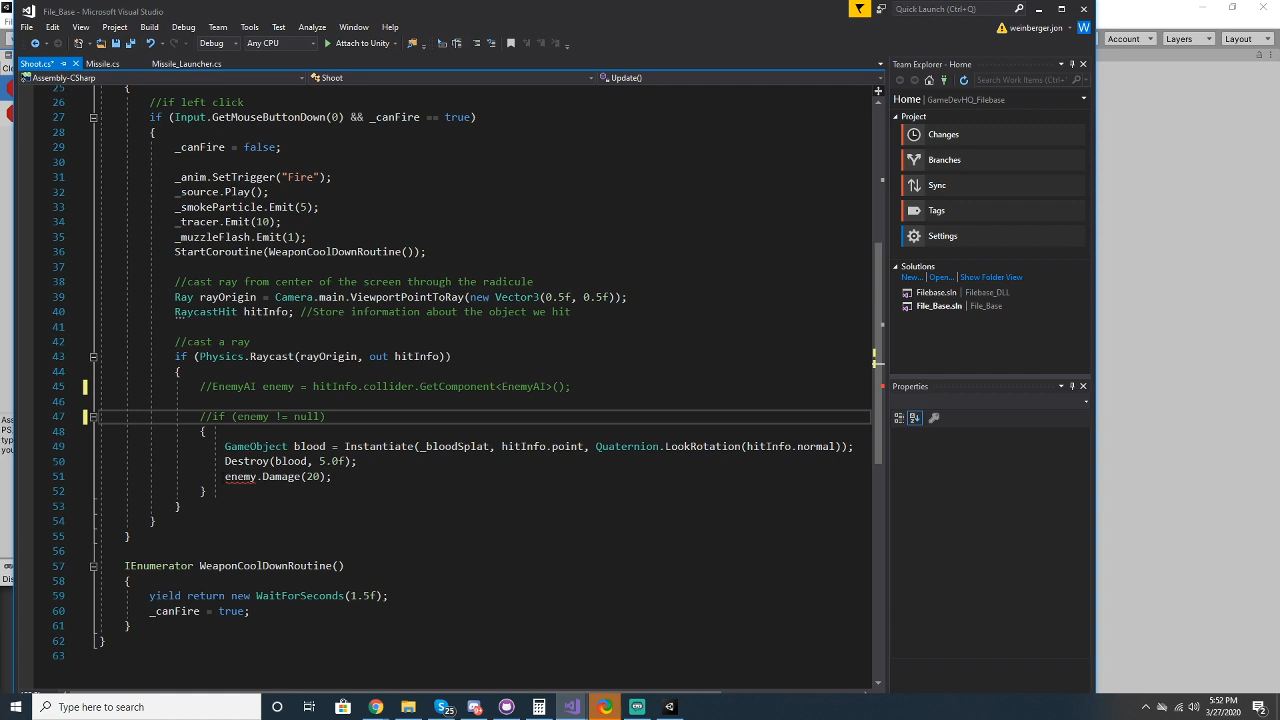 File_Base - Microsoft Visual Studio
Quick Launch (Ctrl+Q)
File Edit View Project Build Debug Team Tools Analyze Window Help
weinberger.jon W
Debug Any CPU Attach to Unity
Account Layers Layout
Shoot.cs* Missile.cs Missile_Launcher.cs
Assembly-CSharp Shoot Update()
25 {
26 //if left click
27 if (Input.GetMouseButtonDown(0) && _canFire == true)
28 {
29 _canFire = false;
30
31 _anim.SetTrigger("Fire");
32 _source.Play();
33 _smokeParticle.Emit(5);
34 _tracer.Emit(10);
35 _muzzleFlash.Emit(1);
36 StartCoroutine(WeaponCoolDownRoutine());
37
38 //cast ray from center of the screen through the radicule
39 Ray rayOrigin = Camera.main.ViewportPointToRay(new Vector3(0.5f, 0.5f));
40 RaycastHit hitInfo; //Store information about the object we hit
41
42 //cast a ray
43 if (Physics.Raycast(rayOrigin, out hitInfo))
44 {
45 //EnemyAI enemy = hitInfo.collider.GetComponent<EnemyAI>();
46
47 //if (enemy != null)
48 {
49 GameObject blood = Instantiate(_bloodSplat, hitInfo.point, Quaternion.LookRotation(hitInfo.normal));
50 Destroy(blood, 5.0f);
51 enemy.Damage(20);
52 }
53 }
54 }
55 }
56
57 IEnumerator WeaponCoolDownRoutine()
58 {
59 yield return new WaitForSeconds(1.5f);
60 _canFire = true;
61 }
62 }
63
Team Explorer - Home
Search Work Items (Ctrl+')
Home GameDevHQ_Filebase
Project
Changes
Branches
Sync
Tags
Settings
Solutions
New... Open... Show Folder View
Filebase.sln Filebase_DLL
File_Base.sln File_Base
Properties
Type here to search
25
5:52 PM
3/27/2020
2